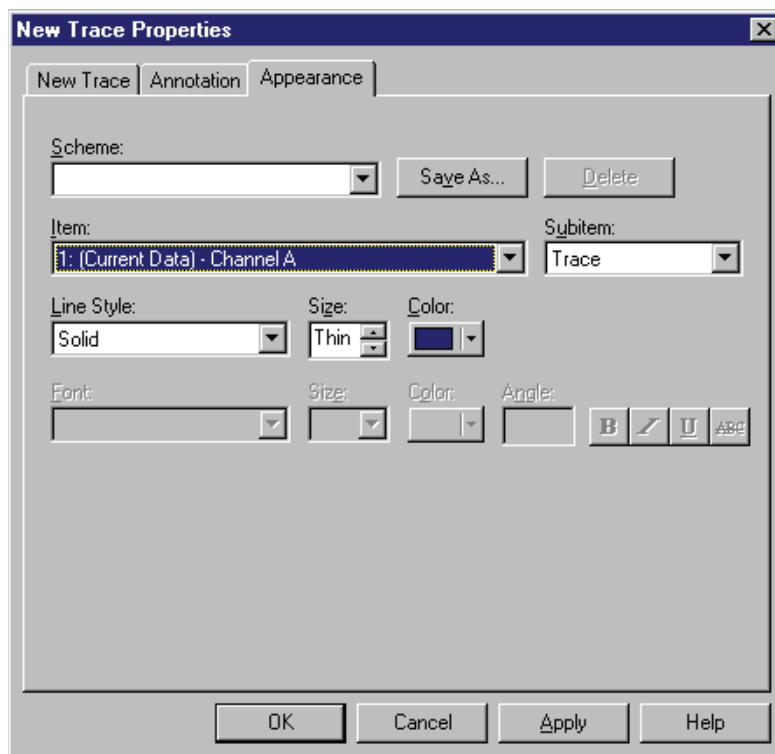 New Trace Properties
New Trace Annotation Appearance
Scheme:
Save As... Delete
Item: Subitem:
1: (Current Data) - Channel A Trace
Line Style: Size: Color:
Solid Thin
Font: Size: Color: Angle:
B I U ABC
OK Cancel Apply Help